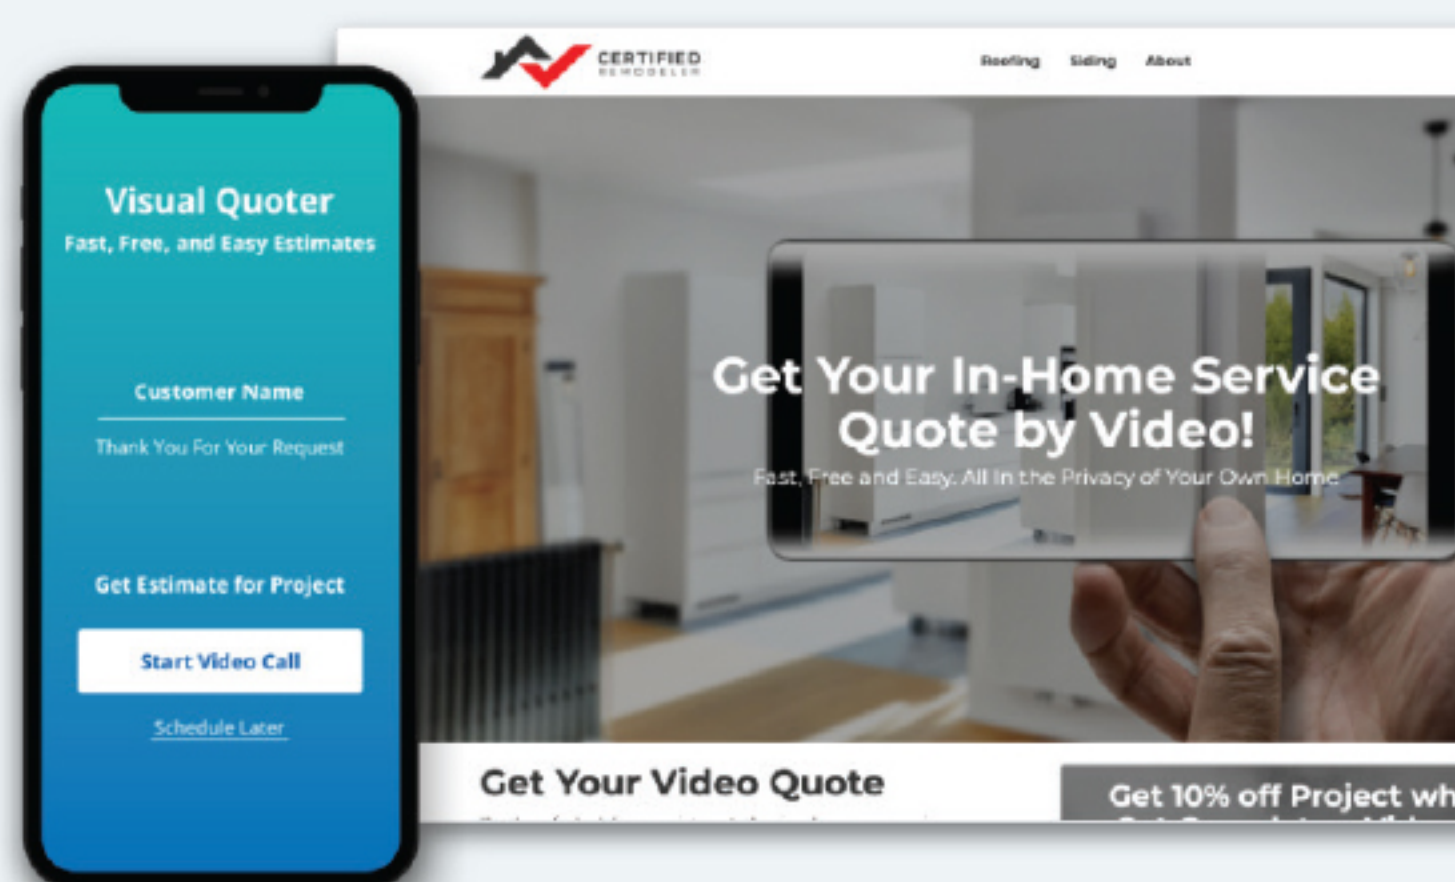 Visual Quoter
Fast, Free, and Easy Estimates
Customer Name
Thank You For Your Request
Get Estimate for Project
Start Video Call
Schedule Later
CERTIFIED
REMODELER
Roofing Siding About
Get Your In-Home Service
Quote by Video!
Fast, Free and Easy. All In the Privacy of Your Own Home
Get Your Video Quote
Get 10% off Project